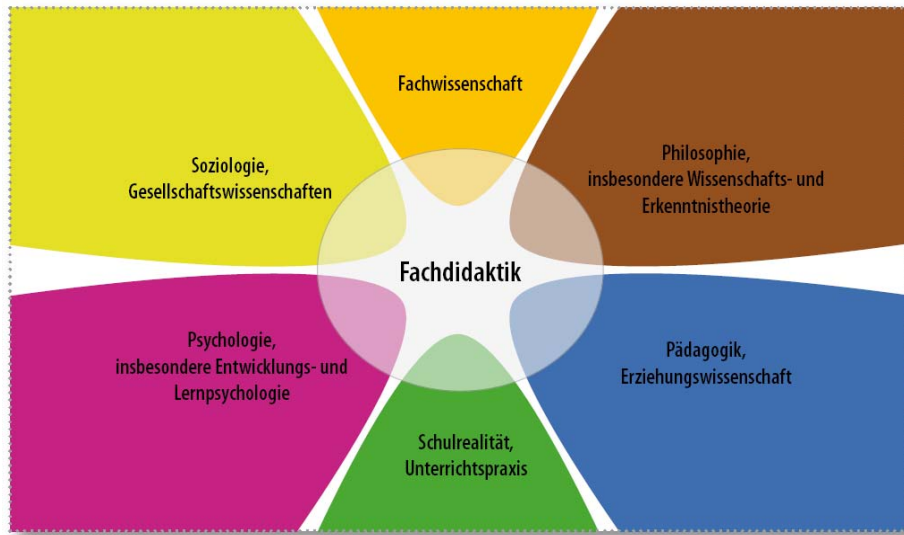 Fachwissenschaft
Soziologie,
Gesellschaftswissenschaften
Philosophie,
insbesondere Wissenschafts- und
Erkenntnistheorie
Fachdidaktik
Psychologie,
insbesondere Entwicklungs- und
Lernpsychologie
Pädagogik,
Erziehungswissenschaft
Schulrealität,
Unterrichtspraxis